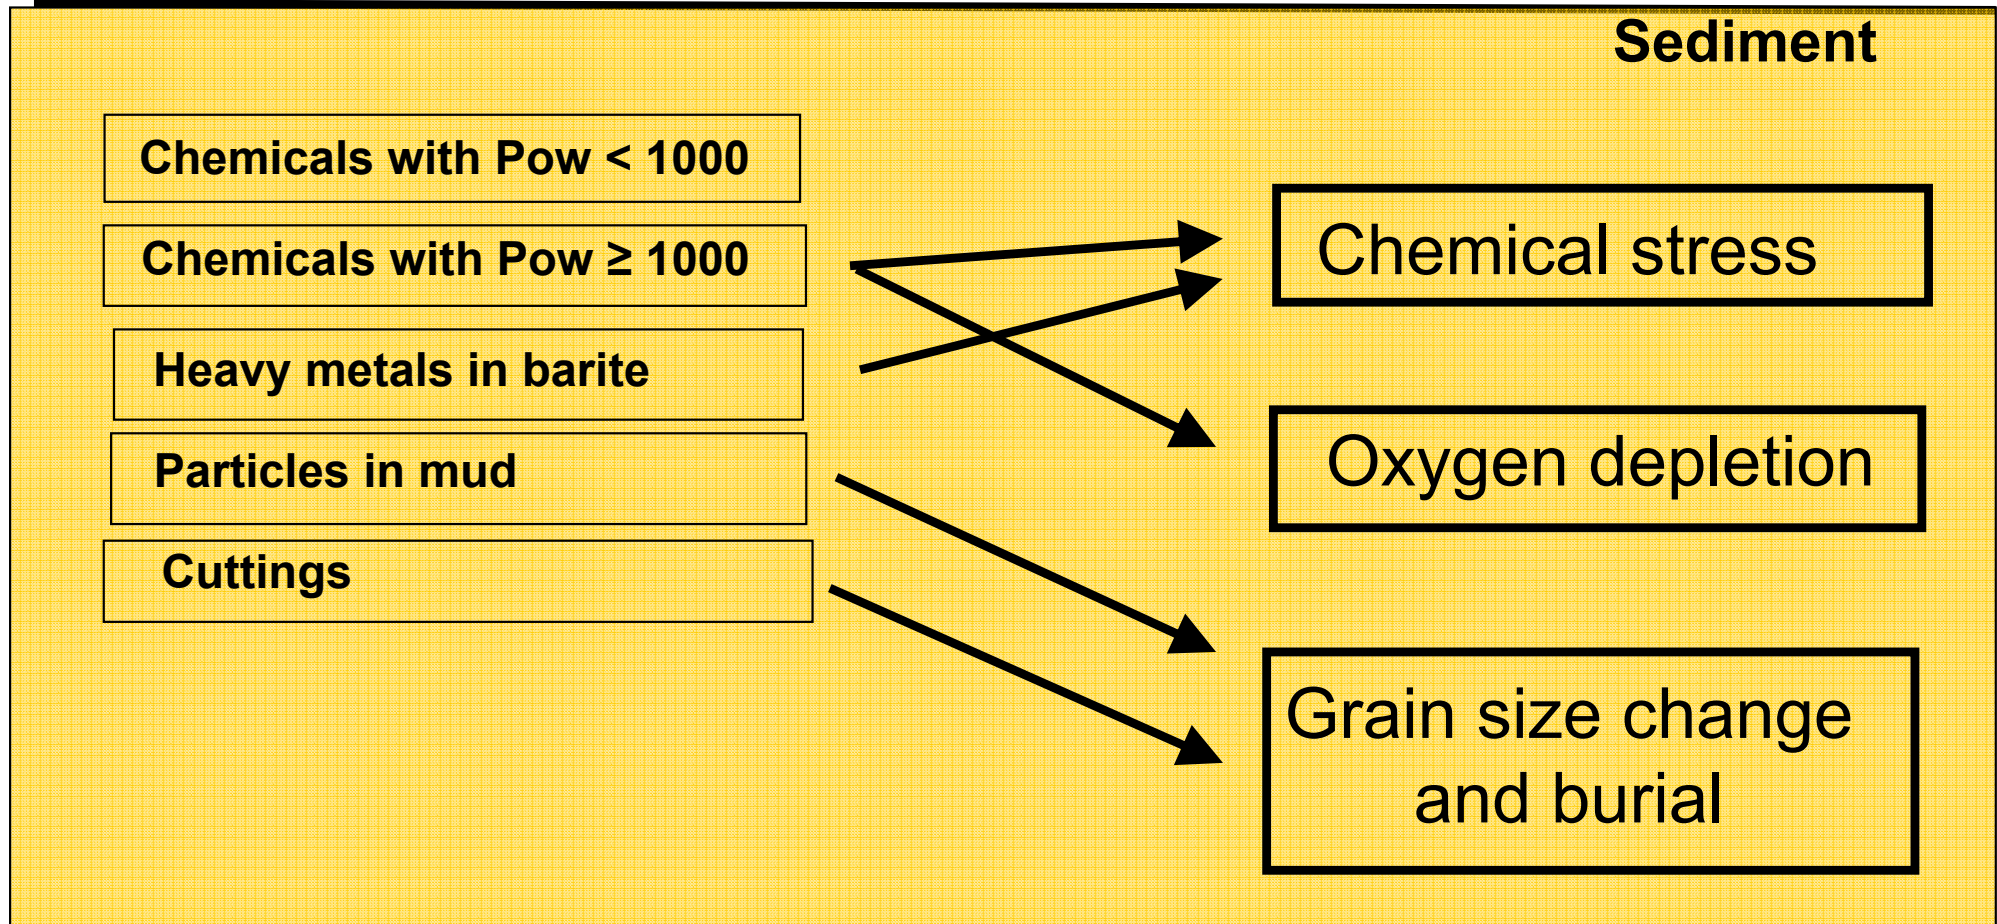 Sediment
Chemicals with Pow < 1000
Chemicals with Pow ≥ 1000
Heavy metals in barite
Particles in mud
Cuttings
Chemical stress
Oxygen depletion
Grain size change
and burial